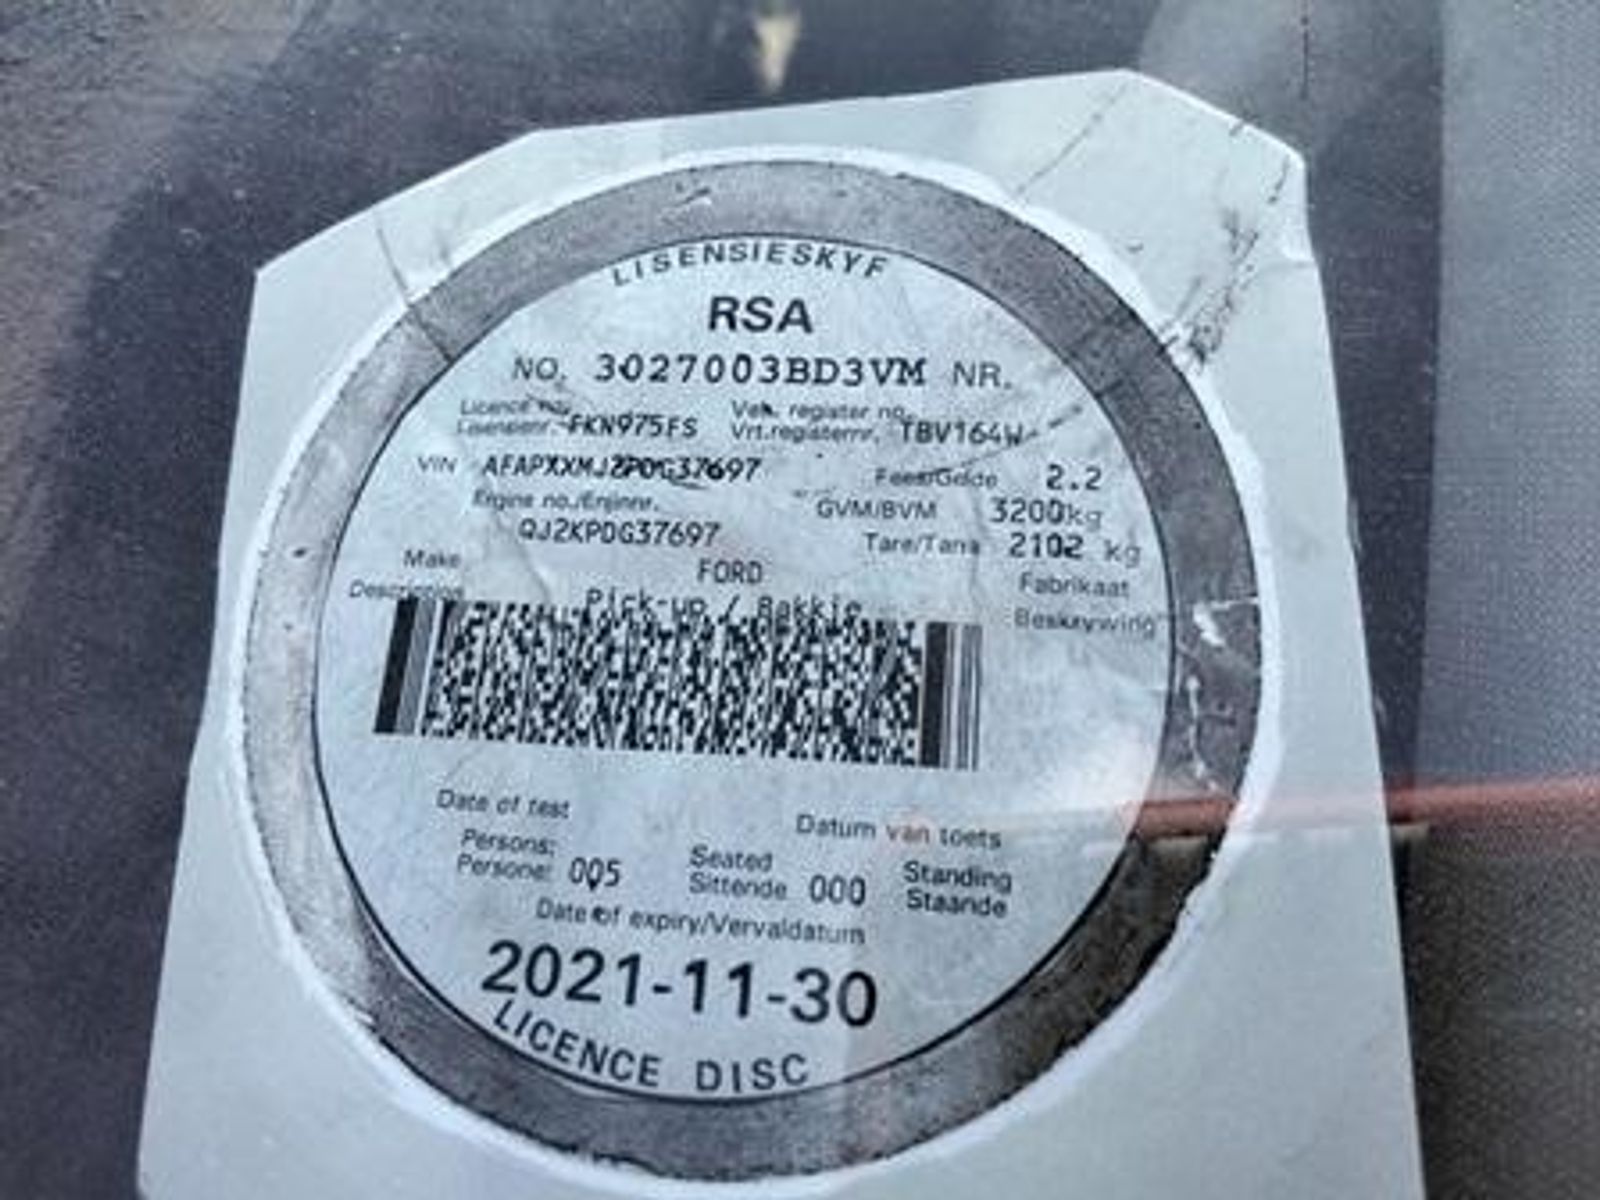 LISENSIESKYF
RSA
NO. 3027003BD3VM NR.
Licence no. Veh. register no.
Lisensienr. FKN975FS Vrt.registernr. TBV164W
VIN Fees/Gelde 2.2
Engine no./Enjinnr. GVM/BVM 3200kg
QJ2KPDG37697 Tare/Tarra 2102 kg
Make FORD Fabrikaat
Description Pick-up / Bakkie Beskrywing
Date of test Datum van toets
Persons: Seated Standing
Persone: 005 Sittende 000 Staande
Date of expiry/Vervaldatum
2021-11-30
LICENCE DISC